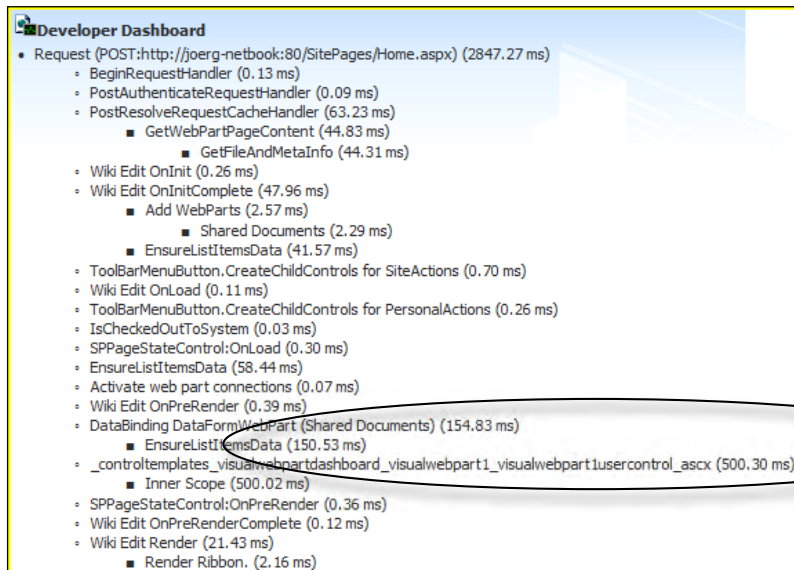 Developer Dashboard
• Request (POST:http://joerg-netbook:80/SitePages/Home.aspx) (2847.27 ms)
◦ BeginRequestHandler (0.13 ms)
◦ PostAuthenticateRequestHandler (0.09 ms)
◦ PostResolveRequestCacheHandler (63.23 ms)
▪ GetWebPartPageContent (44.83 ms)
▪ GetFileAndMetaInfo (44.31 ms)
◦ Wiki Edit OnInit (0.26 ms)
◦ Wiki Edit OnInitComplete (47.96 ms)
▪ Add WebParts (2.57 ms)
▪ Shared Documents (2.29 ms)
▪ EnsureListItemsData (41.57 ms)
◦ ToolBarMenuButton.CreateChildControls for SiteActions (0.70 ms)
◦ Wiki Edit OnLoad (0.11 ms)
◦ ToolBarMenuButton.CreateChildControls for PersonalActions (0.26 ms)
◦ IsCheckedOutToSystem (0.03 ms)
◦ SPPageStateControl:OnLoad (0.30 ms)
◦ EnsureListItemsData (58.44 ms)
◦ Activate web part connections (0.07 ms)
◦ Wiki Edit OnPreRender (0.39 ms)
◦ DataBinding DataFormWebPart (Shared Documents) (154.83 ms)
▪ EnsureListItemsData (150.53 ms)
◦ _controltemplates_visualwebpartdashboard_visualwebpart1_visualwebpart1usercontrol_ascx (500.30 ms)
▪ Inner Scope (500.02 ms)
◦ SPPageStateControl:OnPreRender (0.36 ms)
◦ Wiki Edit OnPreRenderComplete (0.12 ms)
◦ Wiki Edit Render (21.43 ms)
▪ Render Ribbon. (2.16 ms)